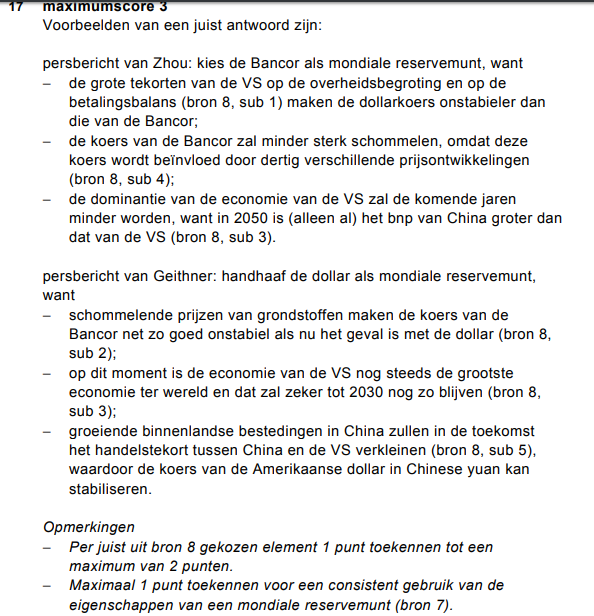 17 maximumscore 3
Voorbeelden van een juist antwoord zijn:
persbericht van Zhou: kies de Bancor als mondiale reservemunt, want
− de grote tekorten van de VS op de overheidsbegroting en op de
betalingsbalans (bron 8, sub 1) maken de dollarkoers onstabieler dan
die van de Bancor;
− de koers van de Bancor zal minder sterk schommelen, omdat deze
koers wordt beïnvloed door dertig verschillende prijsontwikkelingen
(bron 8, sub 4);
− de dominantie van de economie van de VS zal de komende jaren
minder worden, want in 2050 is (alleen al) het bnp van China groter dan
dat van de VS (bron 8, sub 3).
persbericht van Geithner: handhaaf de dollar als mondiale reservemunt,
want
− schommelende prijzen van grondstoffen maken de koers van de
Bancor net zo goed onstabiel als nu het geval is met de dollar (bron 8,
sub 2);
− op dit moment is de economie van de VS nog steeds de grootste
economie ter wereld en dat zal zeker tot 2030 nog zo blijven (bron 8,
sub 3);
− groeiende binnenlandse bestedingen in China zullen in de toekomst
het handelstekort tussen China en de VS verkleinen (bron 8, sub 5),
waardoor de koers van de Amerikaanse dollar in Chinese yuan kan
stabiliseren.
Opmerkingen
− Per juist uit bron 8 gekozen element 1 punt toekennen tot een
maximum van 2 punten.
− Maximaal 1 punt toekennen voor een consistent gebruik van de
eigenschappen van een mondiale reservemunt (bron 7).